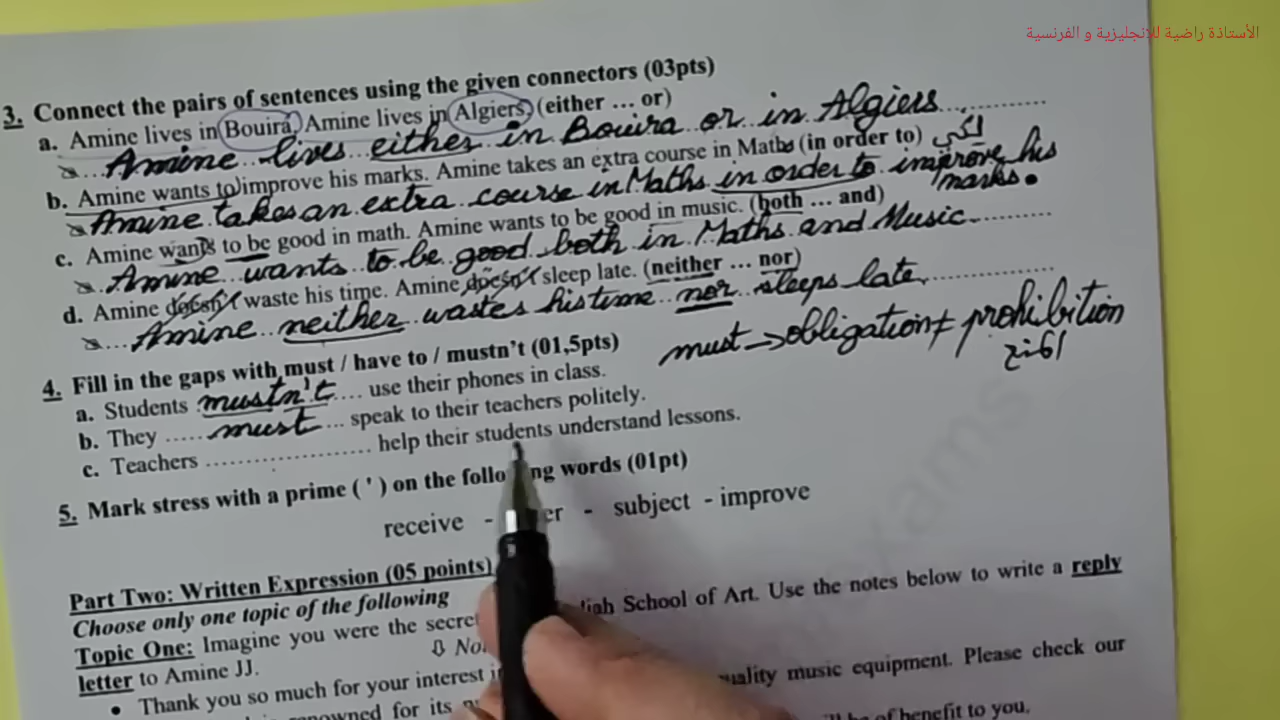 الأستاذة راضية للانجليزية و الفرنسية
3. Connect the pairs of sentences using the given connectors (03pts)
a. Amine lives in Bouira. Amine lives in Algiers. (either ... or)
Amine lives either in Bouira or in Algiers
b. Amine wants to improve his marks. Amine takes an extra course in Maths (in order to) لكي
Amine takes an extra course in Maths in order to improve his marks.
c. Amine wants to be good in math. Amine wants to be good in music. (both ... and)
Amine wants to be good both in Maths and Music
d. Amine doesn't waste his time. Amine doesn't sleep late. (neither ... nor)
Amine neither wastes his time nor sleeps late
4. Fill in the gaps with must / have to / mustn't (01,5pts)
must → obligation ≠ prohibition
a. Students mustn't .... use their phones in class.
b. They ..... must ... speak to their teachers politely.
c. Teachers .................... help their students understand lessons.
5. Mark stress with a prime ( ' ) on the following words (01pt)
receive - - subject - improve
Part Two: Written Expression (05 points)
Choose only one topic of the following
Topic One: Imagine you were the School of Art. Use the notes below to write a reply
letter to Amine JJ.
• Thank you so much for your interest music equipment. Please check our
for its benefit to you.